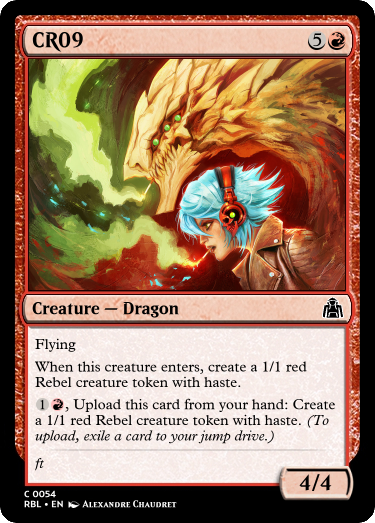 CR09 5
Creature — Dragon
Flying
When this creature enters, create a 1/1 red
Rebel creature token with haste.
1, Upload this card from your hand: Create
a 1/1 red Rebel creature token with haste. (To
upload, exile a card to your jump drive.)
ft
4/4
C 0054
RBL • EN Alexandre Chaudret